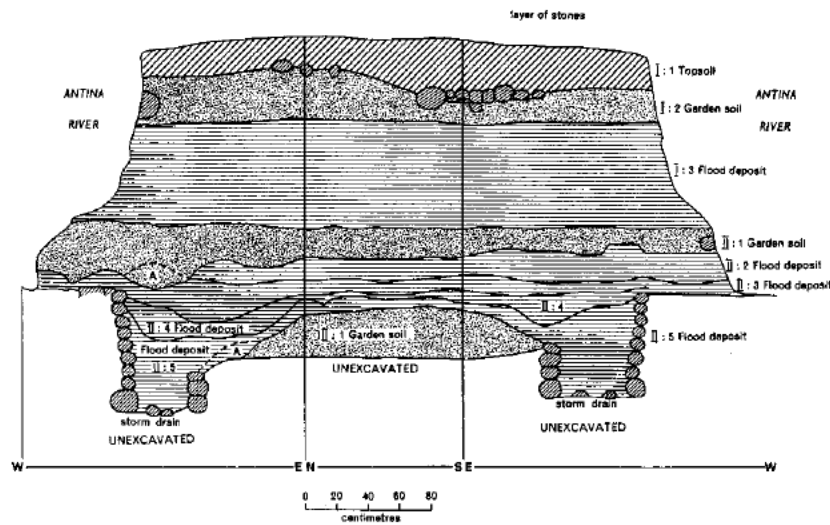 layer of stones
I : 1 Topsoil
ANTINA
RIVER
ANTINA
RIVER
I : 2 Garden soil
I : 3 Flood deposit
II : 1 Garden soil
A
II : 2 Flood deposit
II : 3 Flood deposit
II : 4
II : 4 Flood deposit
III : 1 Garden soil
II : 5 Flood deposit
Flood deposit
A
II : 5
UNEXCAVATED
storm drain
storm drain
UNEXCAVATED
UNEXCAVATED
W
E N
S E
W
0 20 40 60 80
centimetres